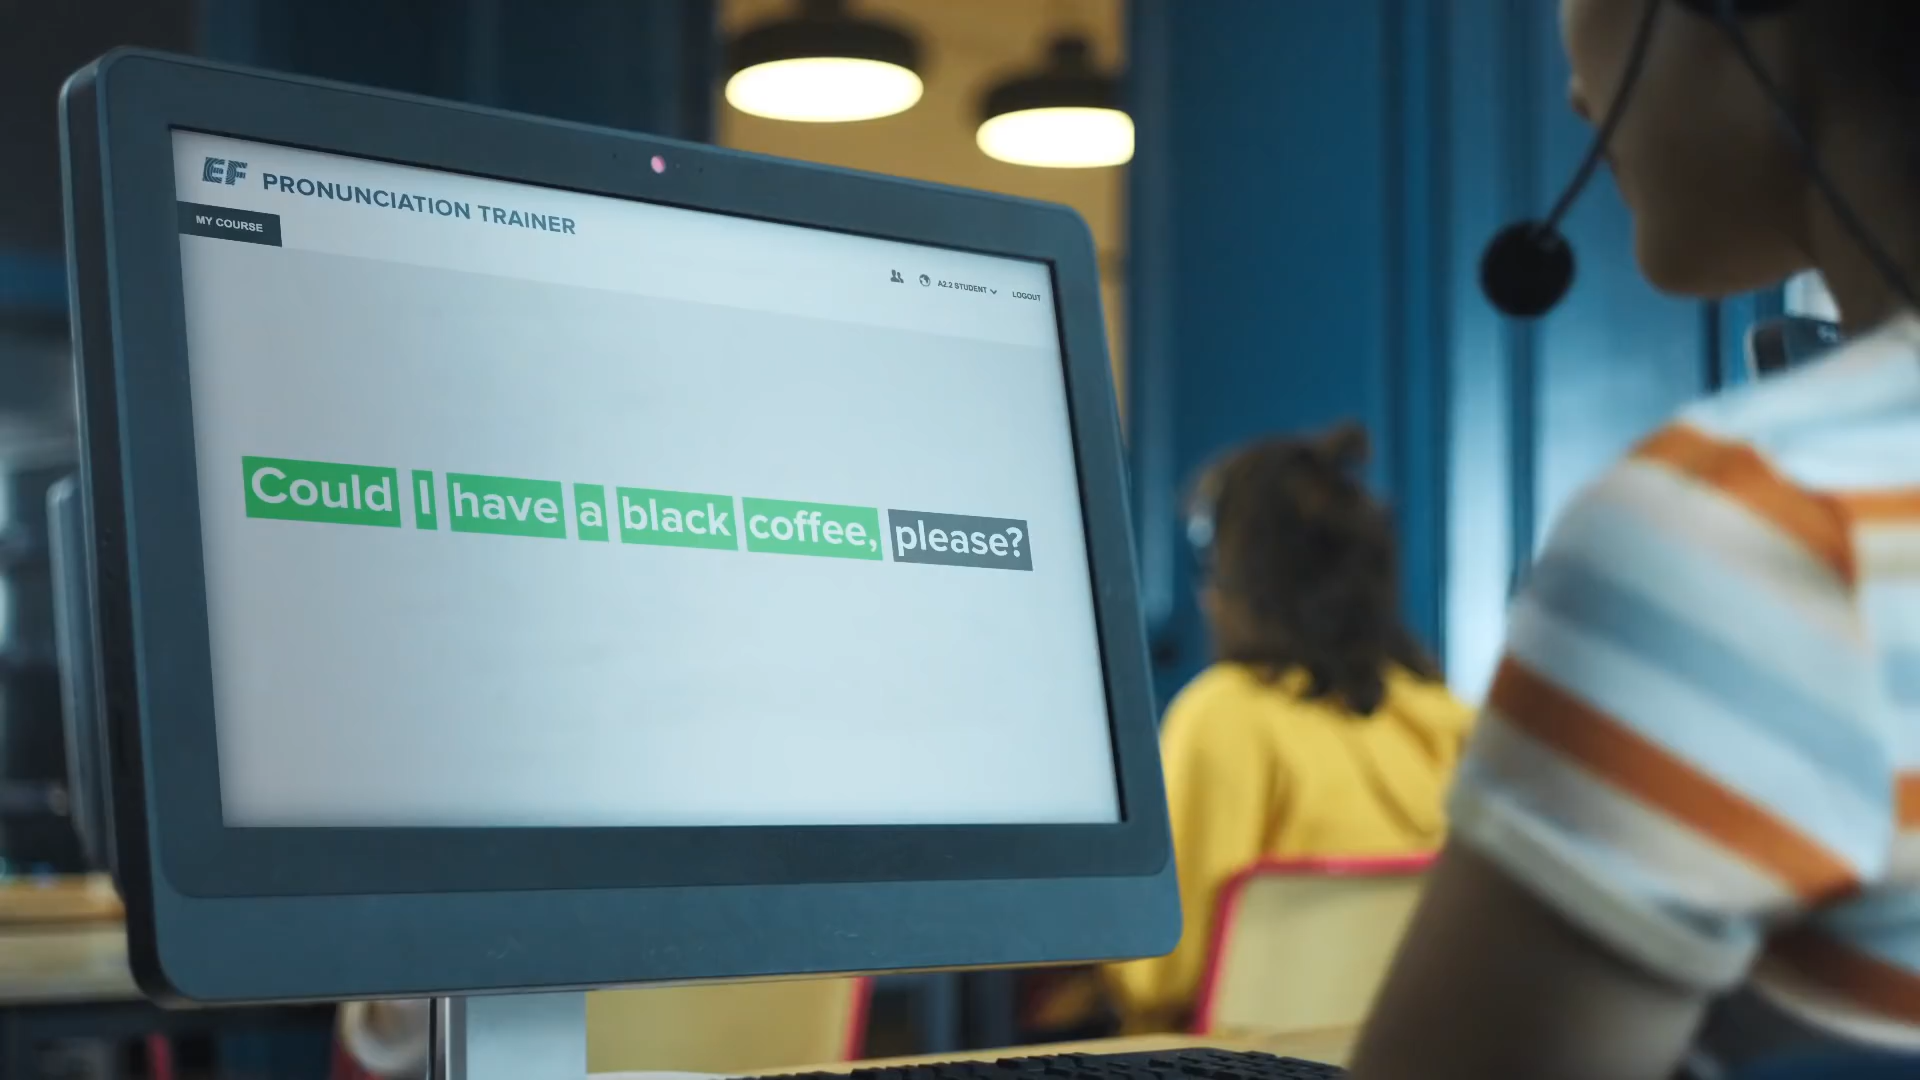 EF PRONUNCIATION TRAINER
MY COURSE
A2.2 STUDENT LOGOUT
Could I have a black coffee, please?